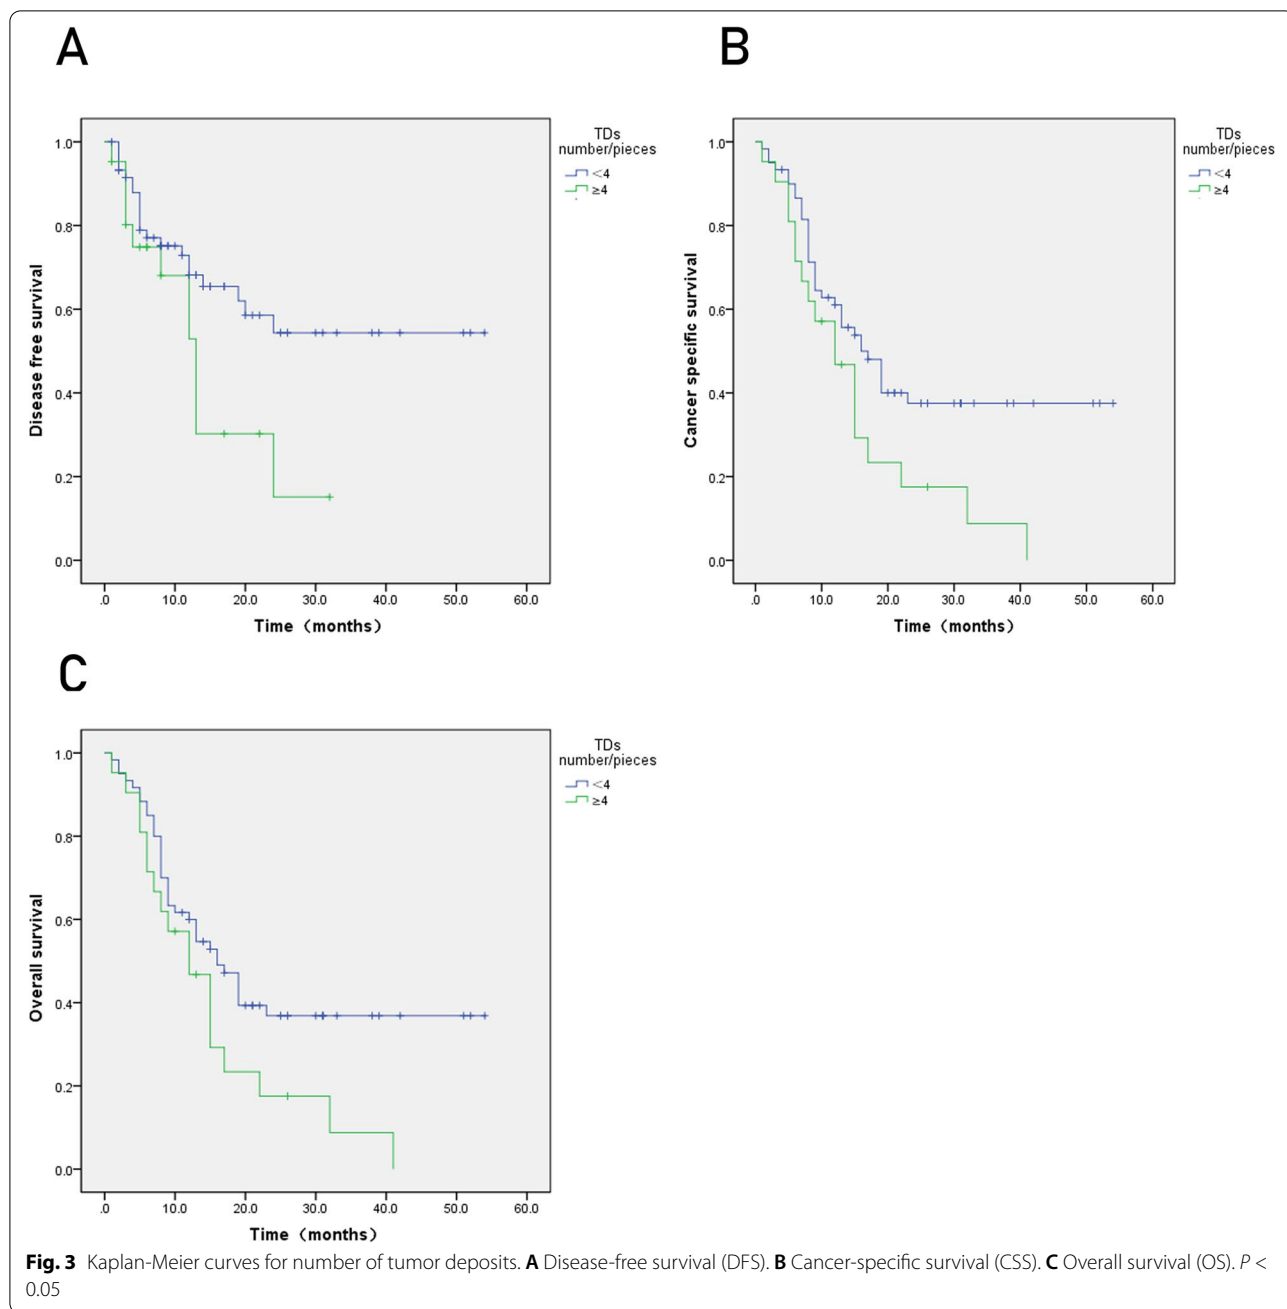 A
B
TDs
number/pieces
<4
≥4
1.0
0.8
0.6
0.4
0.2
0.0
Disease free survival
.0 10.0 20.0 30.0 40.0 50.0 60.0
Time (months)
TDs
number/pieces
<4
≥4
1.0
0.8
0.6
0.4
0.2
0.0
Cancer specific survival
.0 10.0 20.0 30.0 40.0 50.0 60.0
Time (months)
C
TDs
number/pieces
<4
≥4
1.0
0.8
0.6
0.4
0.2
0.0
Overall survival
.0 10.0 20.0 30.0 40.0 50.0 60.0
Time (months)
Fig. 3 Kaplan-Meier curves for number of tumor deposits. A Disease-free survival (DFS). B Cancer-specific survival (CSS). C Overall survival (OS). P <
0.05